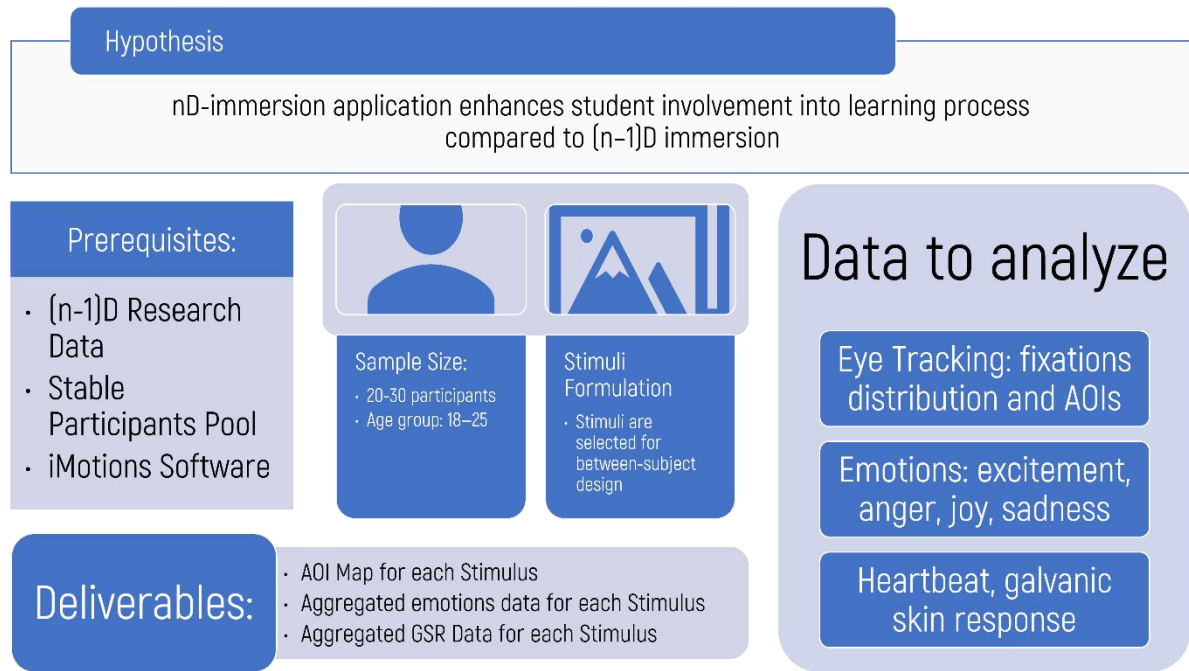 Hypothesis
nD-immersion application enhances student involvement into learning process
compared to (n–1)D immersion
Prerequisites:
· (n-1)D Research
Data
· Stable
Participants Pool
· iMotions Software
Sample Size:
· 20-30 participants
· Age group: 18–25
Stimuli
Formulation
· Stimuli are
selected for
between-subject
design
Data to analyze
Eye Tracking: fixations
distribution and AOIs
Emotions: excitement,
anger, joy, sadness
Heartbeat, galvanic
skin response
Deliverables:
· AOI Map for each Stimulus
· Aggregated emotions data for each Stimulus
· Aggregated GSR Data for each Stimulus